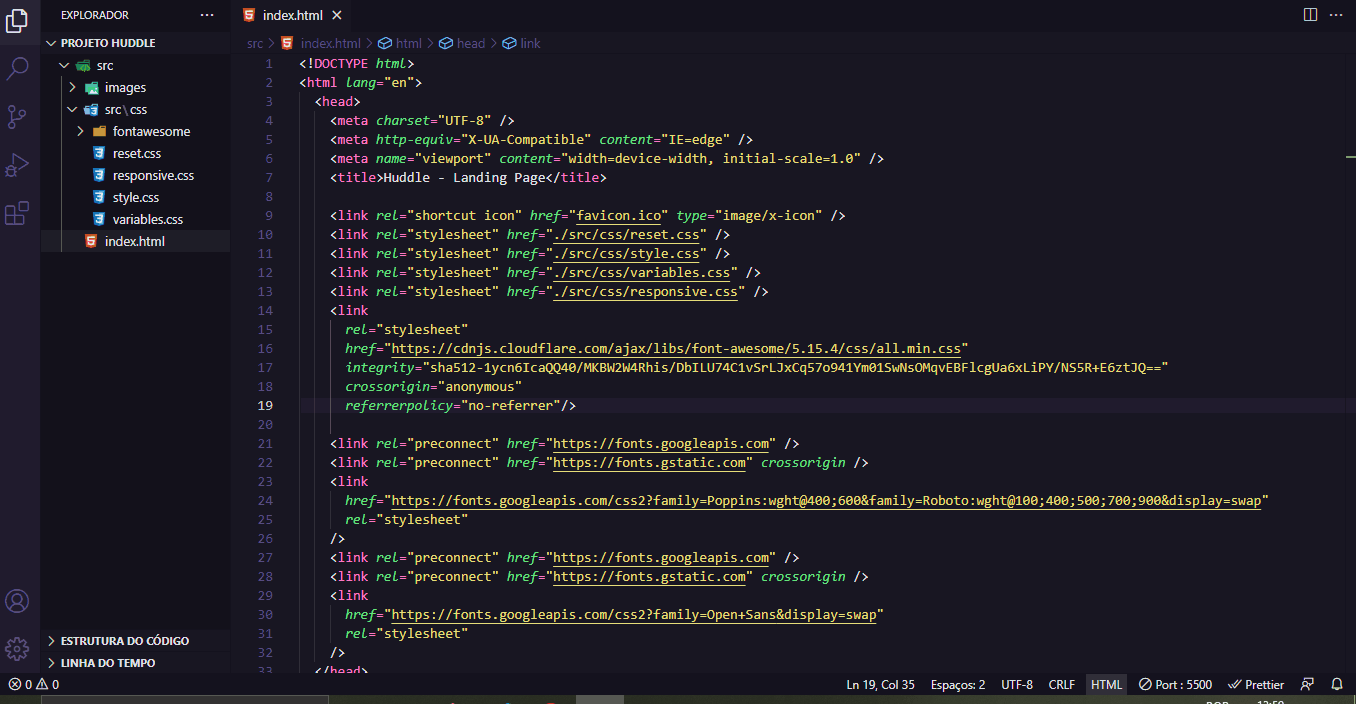 EXPLORADOR
PROJETO HUDDLE
src
images
src\css
fontawesome
reset.css
responsive.css
style.css
variables.css
index.html
ESTRUTURA DO CÓDIGO
LINHA DO TEMPO
index.html
src > index.html > html > head > link
1 <!DOCTYPE html>
2 <html lang="en">
3 <head>
4 <meta charset="UTF-8" />
5 <meta http-equiv="X-UA-Compatible" content="IE=edge" />
6 <meta name="viewport" content="width=device-width, initial-scale=1.0" />
7 <title>Huddle - Landing Page</title>
8
9 <link rel="shortcut icon" href="favicon.ico" type="image/x-icon" />
10 <link rel="stylesheet" href="./src/css/reset.css" />
11 <link rel="stylesheet" href="./src/css/style.css" />
12 <link rel="stylesheet" href="./src/css/variables.css" />
13 <link rel="stylesheet" href="./src/css/responsive.css" />
14 <link
15 rel="stylesheet"
16 href="https://cdnjs.cloudflare.com/ajax/libs/font-awesome/5.15.4/css/all.min.css"
17 integrity="sha512-1ycn6IcaQQ40/MKBW2W4Rhis/DbILU74C1vSrLJxCq57o941Ym01SwNsOMqvEBFlcgUa6xLiPY/NS5R+E6ztJQ=="
18 crossorigin="anonymous"
19 referrerpolicy="no-referrer"/>
20
21 <link rel="preconnect" href="https://fonts.googleapis.com" />
22 <link rel="preconnect" href="https://fonts.gstatic.com" crossorigin />
23 <link
24 href="https://fonts.googleapis.com/css2?family=Poppins:wght@400;600&family=Roboto:wght@100;400;500;700;900&display=swap"
25 rel="stylesheet"
26 />
27 <link rel="preconnect" href="https://fonts.googleapis.com" />
28 <link rel="preconnect" href="https://fonts.gstatic.com" crossorigin />
29 <link
30 href="https://fonts.googleapis.com/css2?family=Open+Sans&display=swap"
31 rel="stylesheet"
32 />
33 </head>
0 0 Ln 19, Col 35 Espaços: 2 UTF-8 CRLF HTML Port : 5500 Prettier